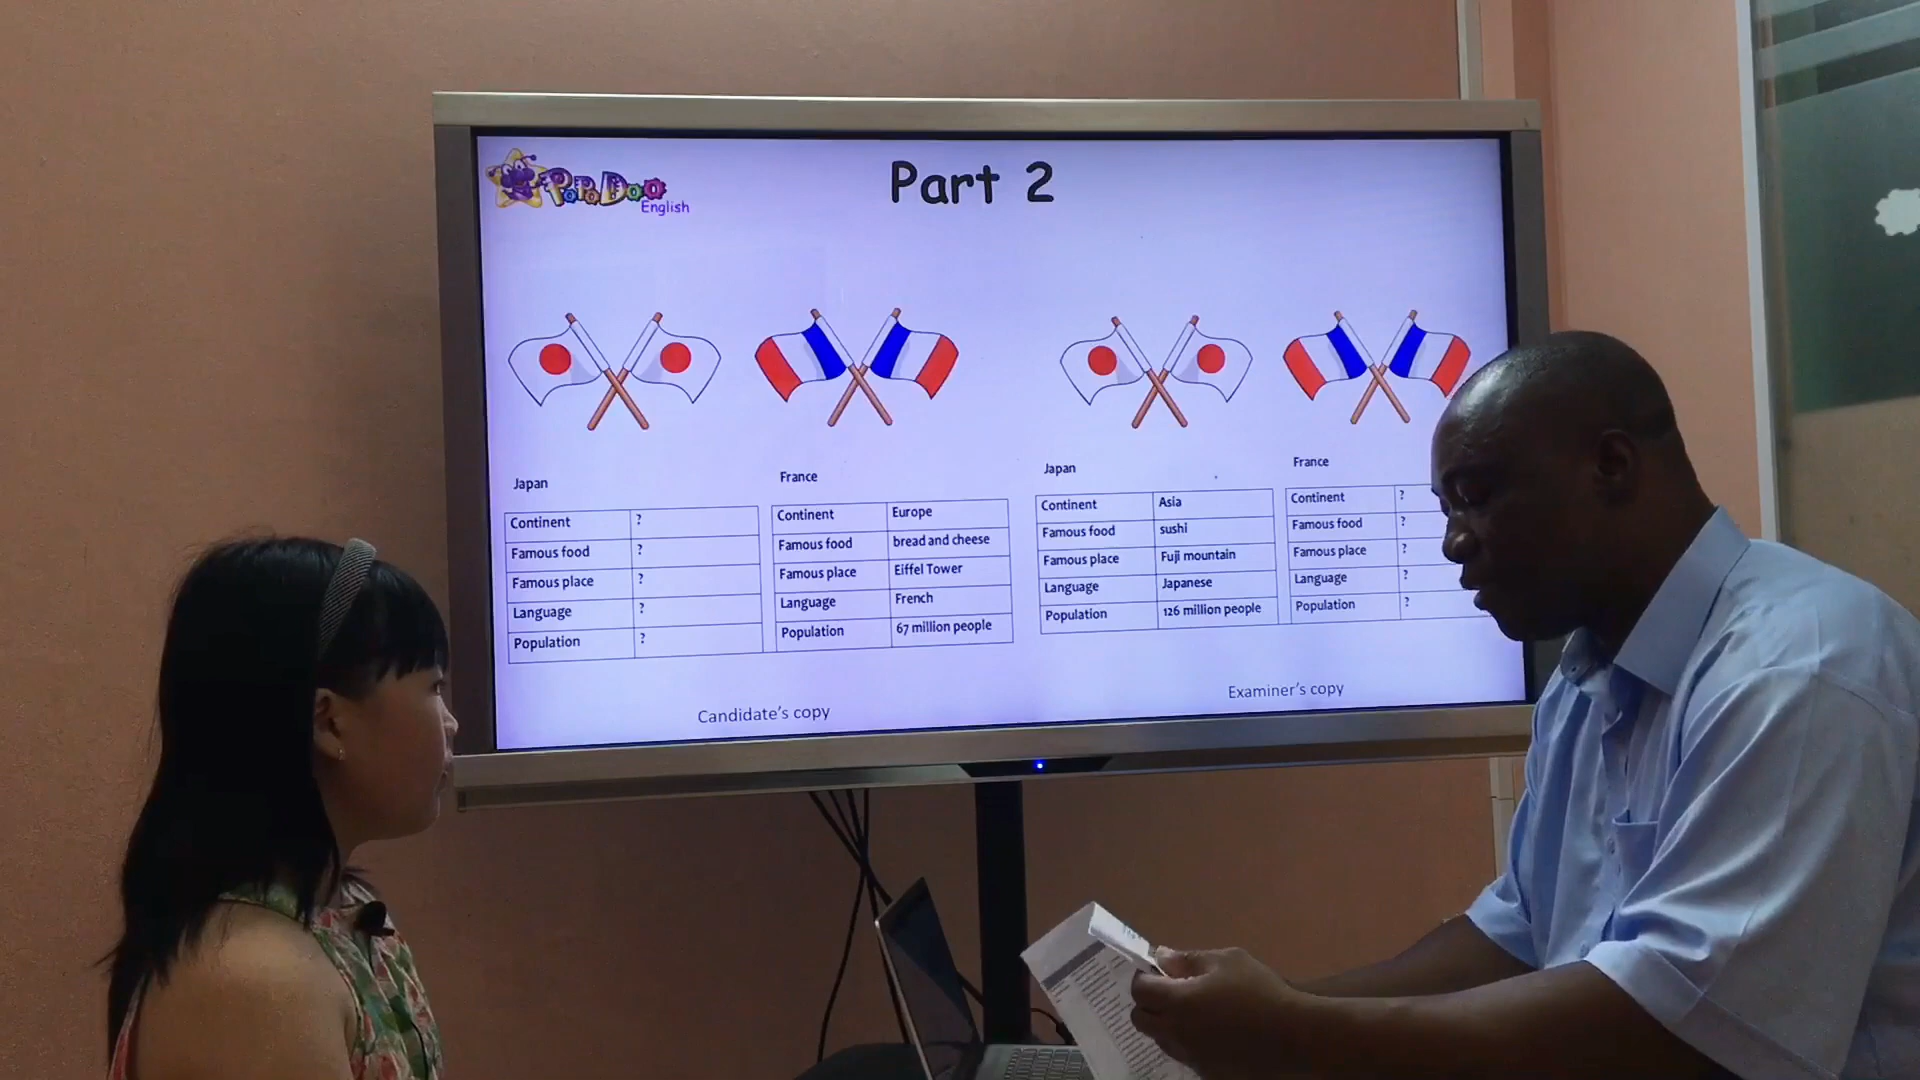 PoPoDoo
English
Part 2
Japan
Continent ?
Famous food ?
Famous place ?
Language ?
Population ?
France
Continent Europe
Famous food bread and cheese
Famous place Eiffel Tower
Language French
Population 67 million people
Candidate's copy
Japan
Continent Asia
Famous food sushi
Famous place Fuji mountain
Language Japanese
Population 126 million people
France
Continent ?
Famous food ?
Famous place ?
Language ?
Population ?
Examiner's copy